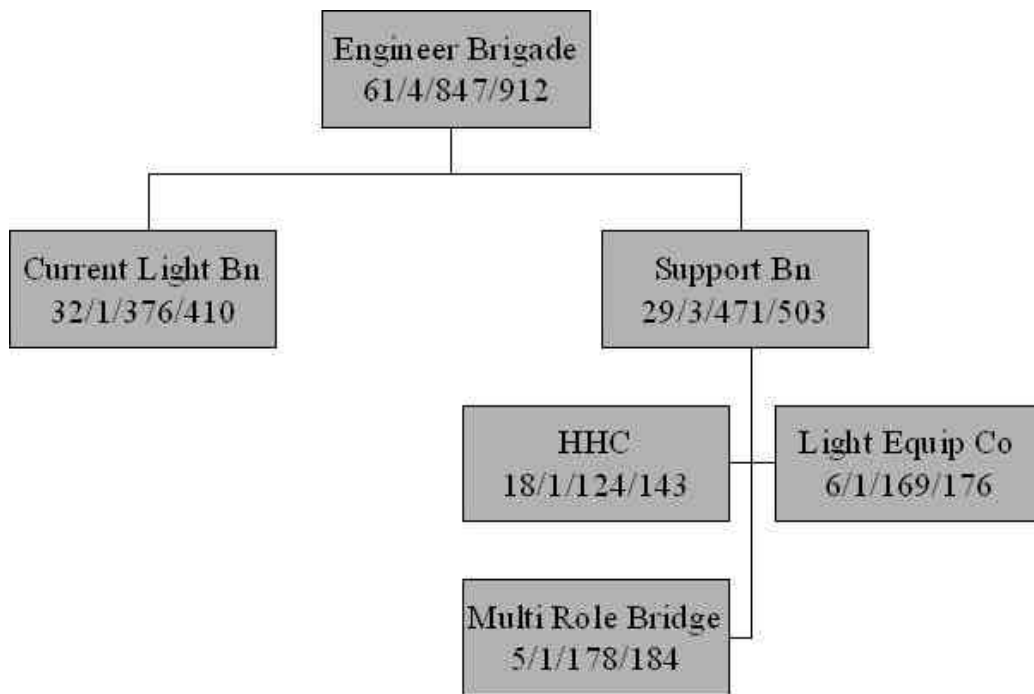 Engineer Brigade
61/4/847/912
Current Light Bn
32/1/376/410
Support Bn
29/3/471/503
HHC
18/1/124/143
Light Equip Co
6/1/169/176
Multi Role Bridge
5/1/178/184